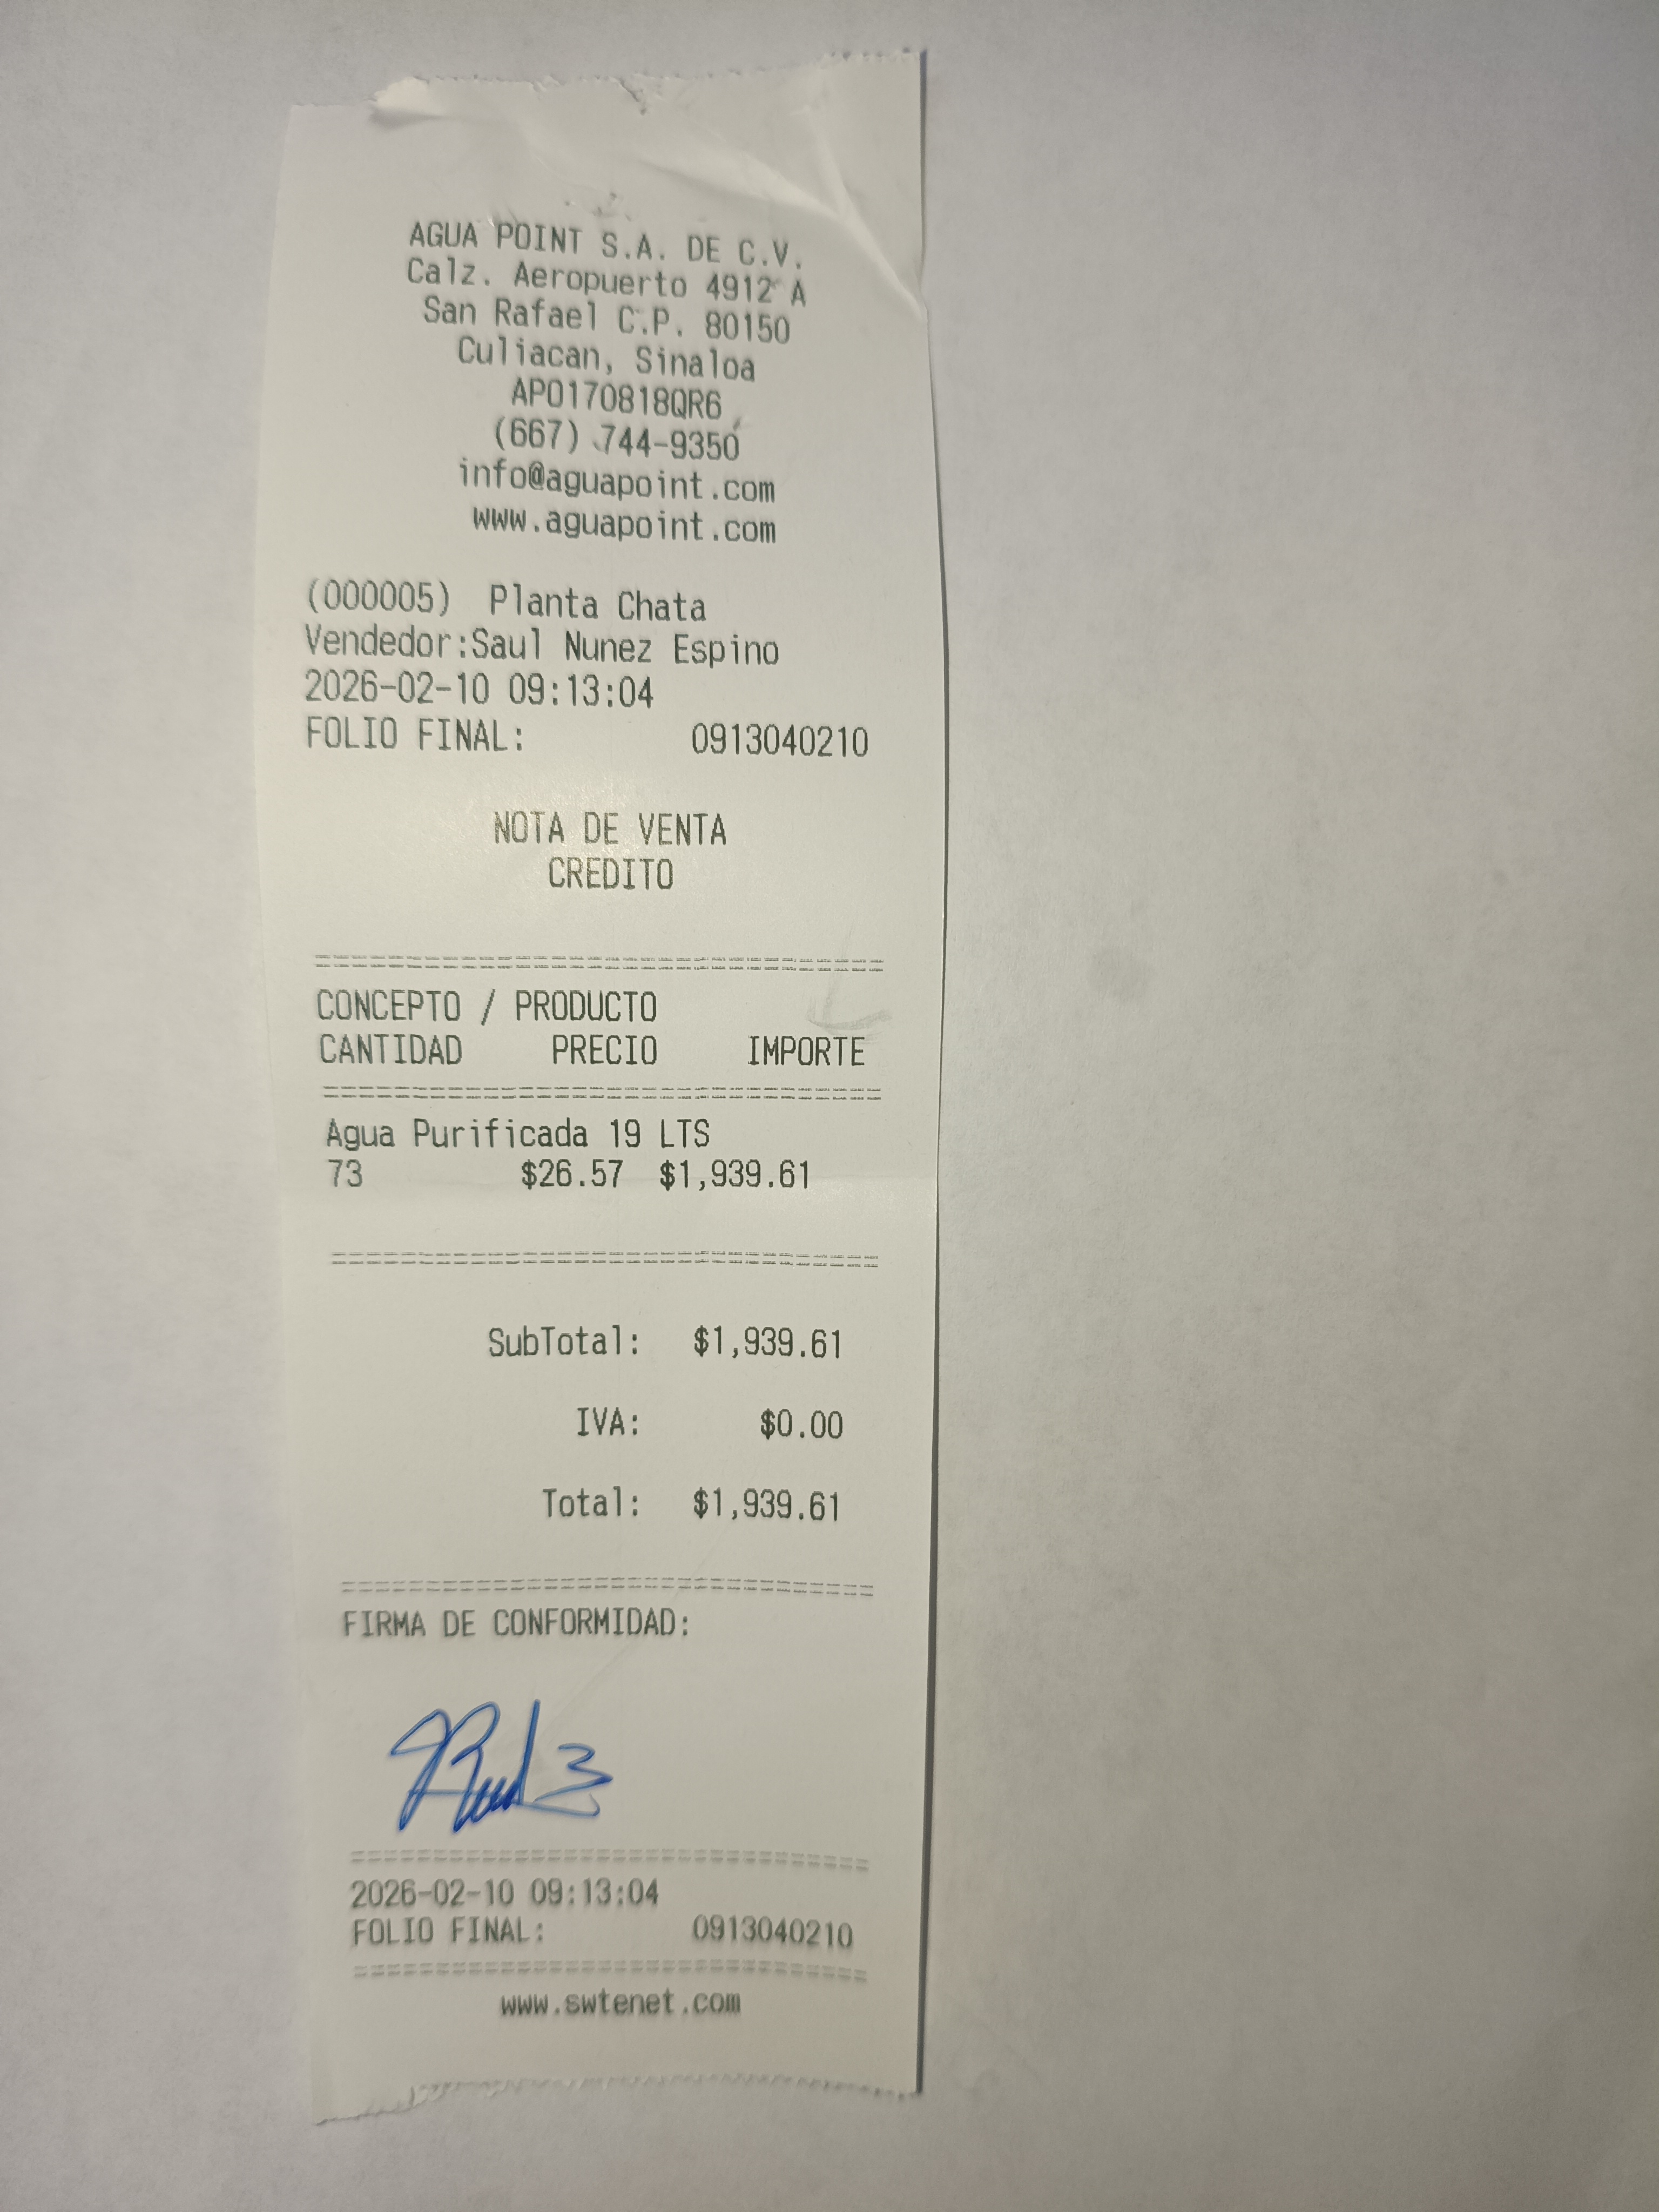 AGUA POINT S.A. DE C.V.
Calz. Aeropuerto 4912 A
San Rafael C.P. 80150
Culiacan, Sinaloa
APO170818QR6
(667) 744-9350
info@aguapoint.com
www.aguapoint.com
(000005) Planta Chata
Vendedor:Saul Nunez Espino
2026-02-10 09:13:04
FOLIO FINAL: 0913040210
NOTA DE VENTA
CREDITO
CONCEPTO / PRODUCTO
CANTIDAD PRECIO IMPORTE
Agua Purificada 19 LTS
73 $26.57 $1,939.61
SubTotal: $1,939.61
IVA: $0.00
Total: $1,939.61
FIRMA DE CONFORMIDAD:
2026-02-10 09:13:04
FOLIO FINAL: 0913040210
www.swtenet.com